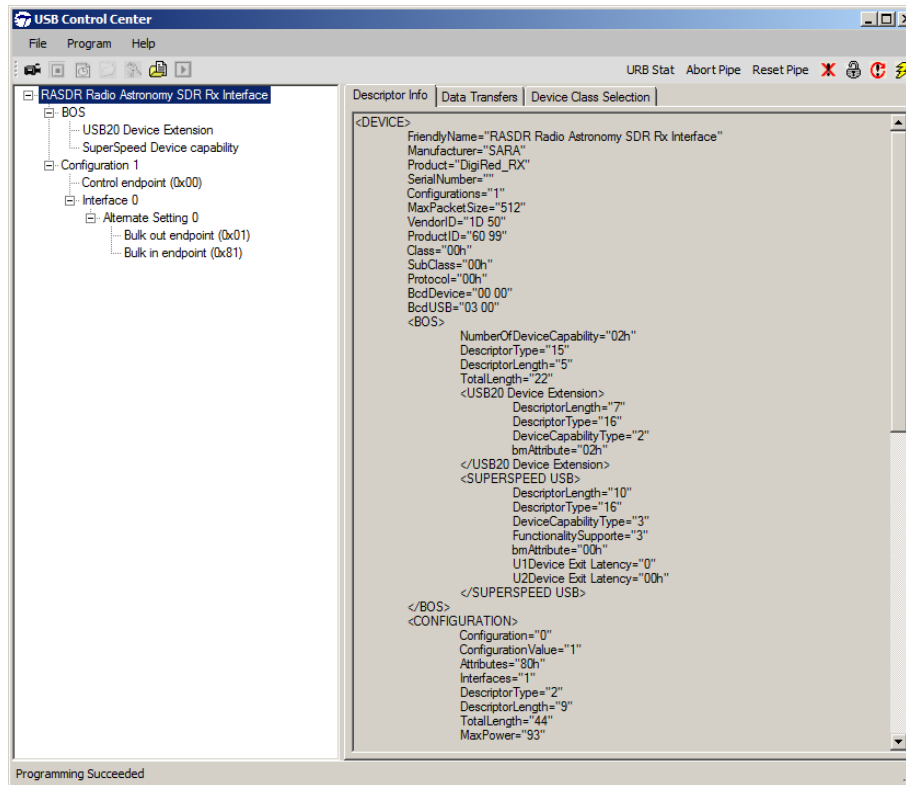 USB Control Center
File Program Help
URB Stat Abort Pipe Reset Pipe
RASDR Radio Astronomy SDR Rx Interface
BOS
USB20 Device Extension
SuperSpeed Device capability
Configuration 1
Control endpoint (0x00)
Interface 0
Alternate Setting 0
Bulk out endpoint (0x01)
Bulk in endpoint (0x81)
Descriptor Info Data Transfers Device Class Selection
<DEVICE>
FriendlyName="RASDR Radio Astronomy SDR Rx Interface"
Manufacturer="SARA"
Product="DigiRed_RX"
SerialNumber=""
Configurations="1"
MaxPacketSize="512"
VendorID="1D 50"
ProductID="60 99"
Class="00h"
SubClass="00h"
Protocol="00h"
BcdDevice="00 00"
BcdUSB="03 00"
<BOS>
NumberOfDeviceCapability="02h"
DescriptorType="15"
DescriptorLength="5"
TotalLength="22"
<USB20 Device Extension>
DescriptorLength="7"
DescriptorType="16"
DeviceCapabilityType="2"
bmAttribute="02h"
</USB20 Device Extension>
<SUPERSPEED USB>
DescriptorLength="10"
DescriptorType="16"
DeviceCapabilityType="3"
FunctionalitySupporte="3"
bmAttribute="00h"
U1Device Exit Latency="0"
U2Device Exit Latency="00h"
</SUPERSPEED USB>
</BOS>
<CONFIGURATION>
Configuration="0"
ConfigurationValue="1"
Attributes="80h"
Interfaces="1"
DescriptorType="2"
DescriptorLength="9"
TotalLength="44"
MaxPower="93"
Programming Succeeded